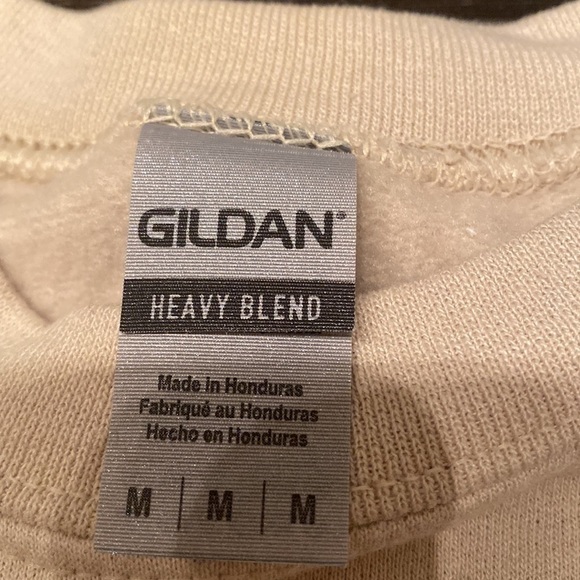 GILDAN®
HEAVY BLEND
Made in Honduras
Fabriqué au Honduras
Hecho en Honduras
M | M | M